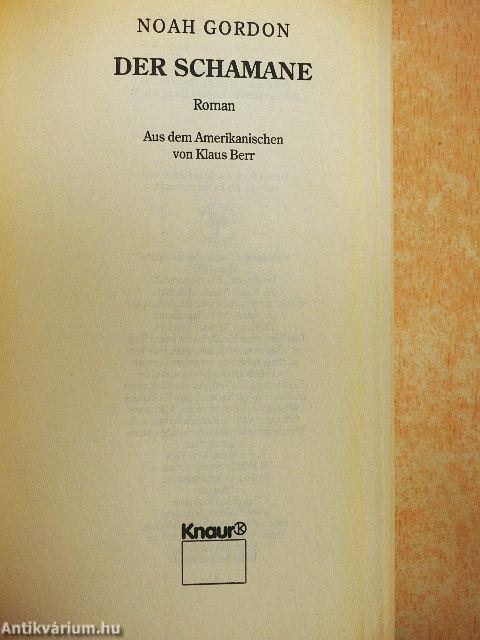 NOAH GORDON
DER SCHAMANE
Roman
Aus dem Amerikanischen
von Klaus Berr
Knaur K
Antikvárium.hu